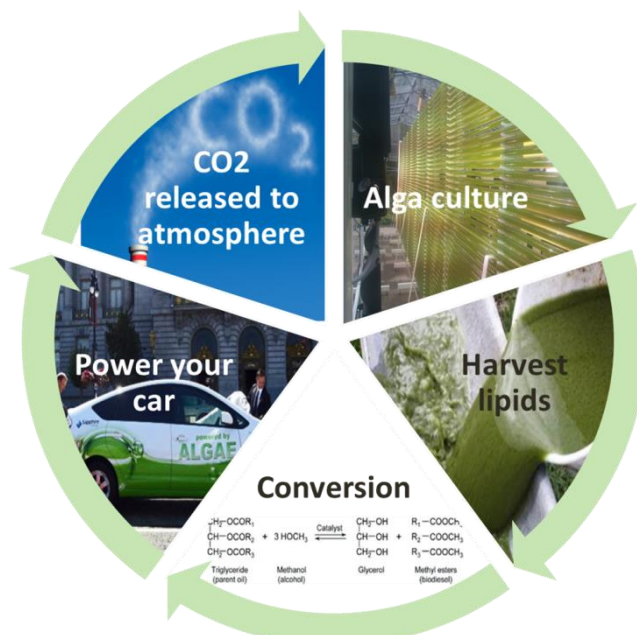 CO2
CO2
released to
atmosphere
Alga culture
Harvest
lipids
Conversion
CH2-OCOR1
CH-OCOR2 + 3 HOCH3
CH2-OCOR3
Triglyceride
(parent oil)
Methanol
(alcohol)
Catalyst
CH2-OH
CH-OH
CH2-OH
Glycerol
+
R1-COOCH3
R2-COOCH3
R3-COOCH3
Methyl esters
(biodiesel)
Power your
car
powered by
ALGAE